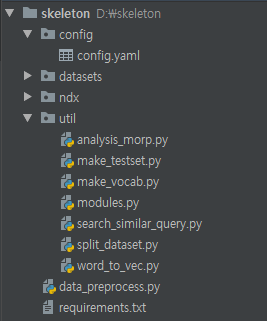 skeleton D:₩skeleton
config
config.yaml
datasets
ndx
util
analysis_morp.py
make_testset.py
make_vocab.py
modules.py
search_similar_query.py
split_dataset.py
word_to_vec.py
data_preprocess.py
requirements.txt